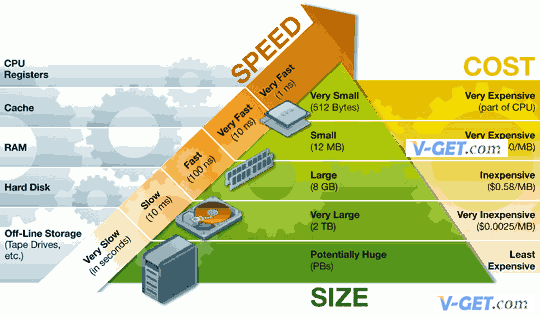 SPEED
V-GET.com
COST
CPU
Registers
Very Fast
(1 ns)
Very Small
(512 Bytes)
Very Expensive
(part of CPU)
Cache
Very Fast
(10 ns)
Small
(12 MB)
Very Expensive
0/MB)
V-GET.com
RAM
Fast
(100 ns)
Large
(8 GB)
Inexpensive
($0.58/MB)
Hard Disk
Slow
(10 ms)
Very Large
(2 TB)
Very Inexpensive
($0.0025/MB)
Off-Line Storage
(Tape Drives,
etc.)
Very Slow
(in seconds)
Potentially Huge
(PBs)
Least
Expensive
SIZE
V-GET.com